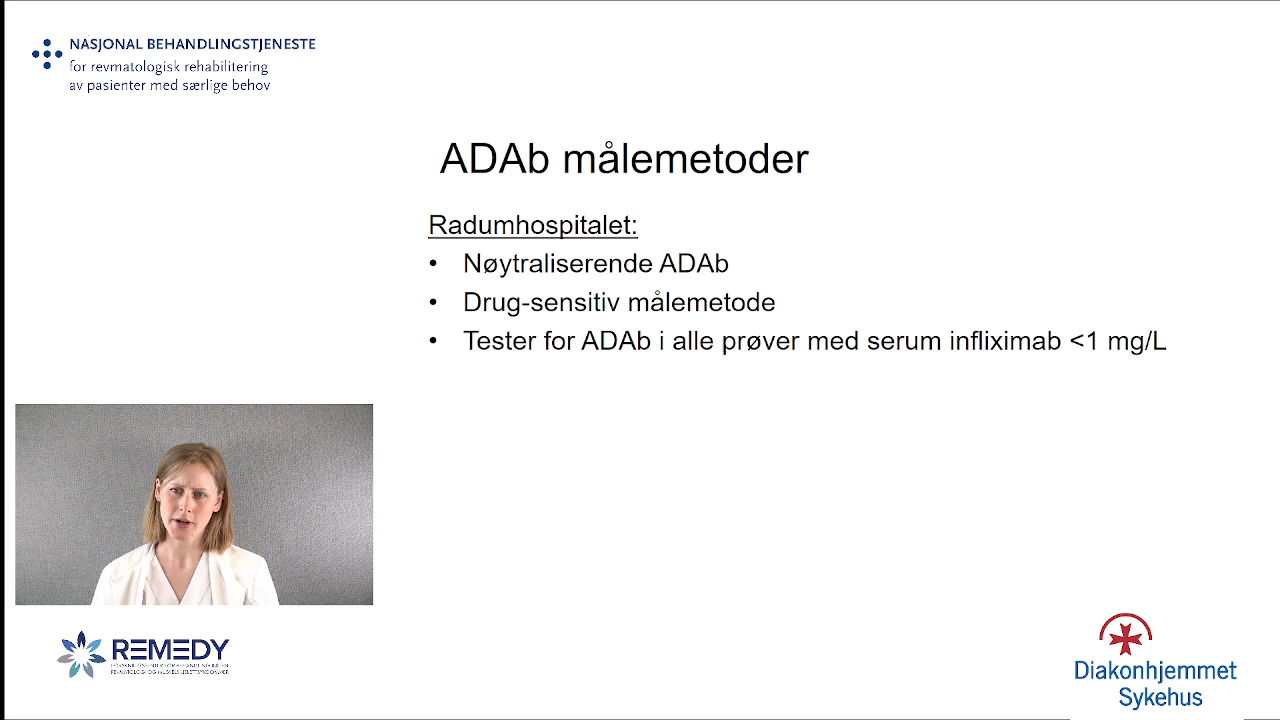 NASJONAL BEHANDLINGSTJENESTE
for revmatologisk rehabilitering
av pasienter med særlige behov
ADAb målemetoder
Radumhospitalet:
• Nøytraliserende ADAb
• Drug-sensitiv målemetode
• Tester for ADAb i alle prøver med serum infliximab <1 mg/L
REMEDY
Diakonhjemmet
Sykehus